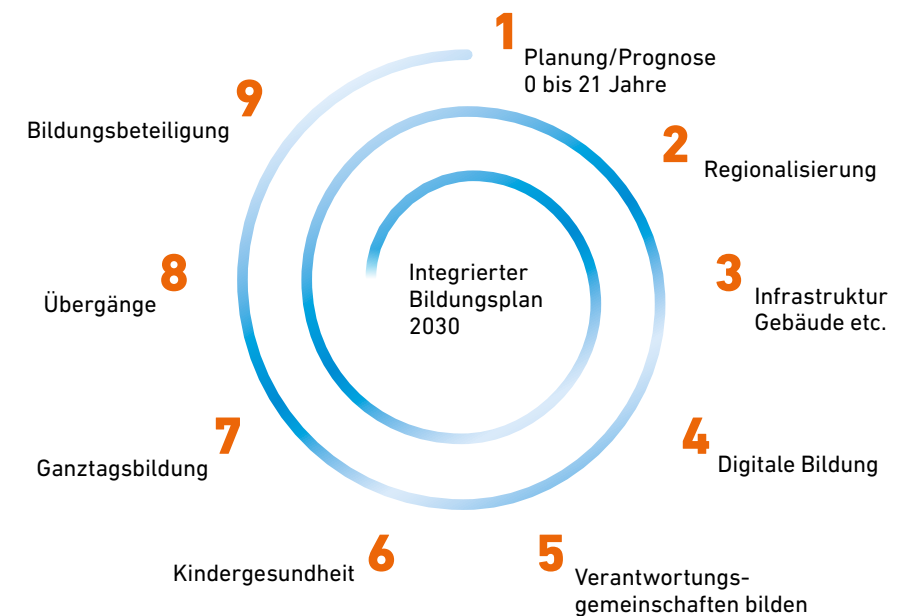 1
Planung/Prognose
0 bis 21 Jahre
2
Regionalisierung
3
Infrastruktur
Gebäude etc.
4
Digitale Bildung
5
Verantwortungs-
gemeinschaften bilden
6
Kindergesundheit
7
Ganztagsbildung
8
Übergänge
9
Bildungsbeteiligung
Integrierter
Bildungsplan
2030